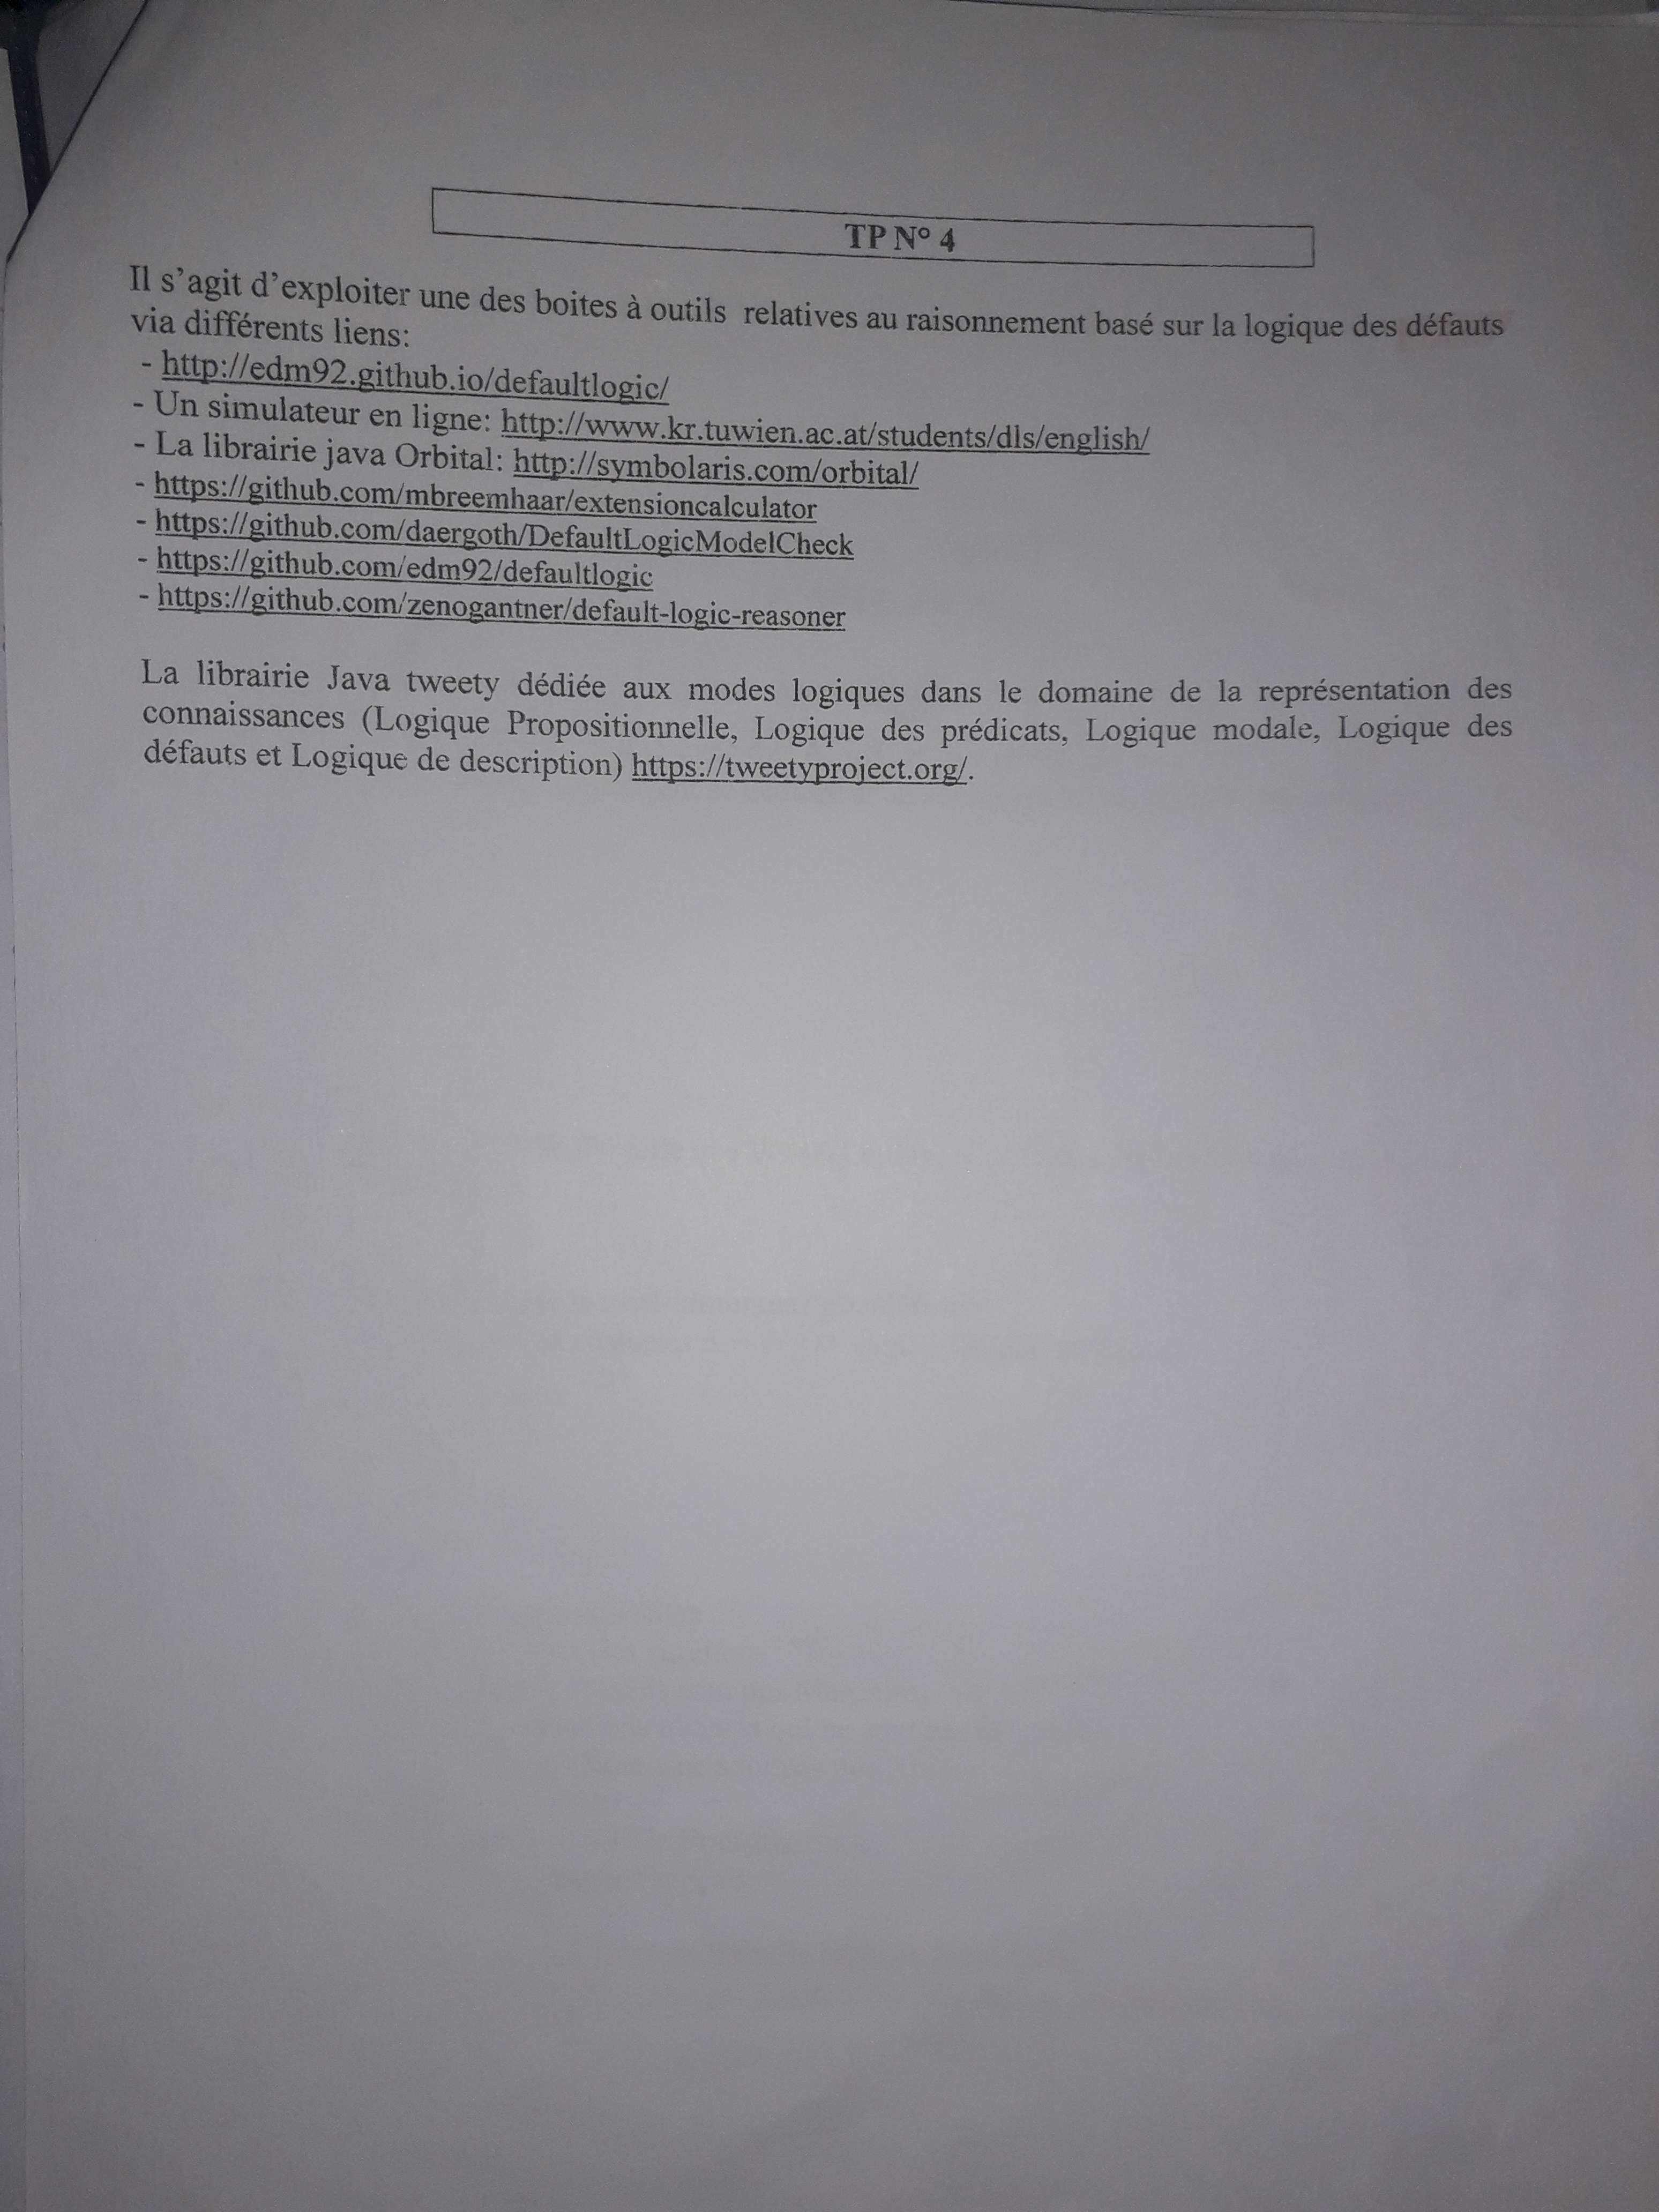 TP N° 4
Il s'agit d'exploiter une des boites à outils relatives au raisonnement basé sur la logique des défauts
via différents liens:
- http://edm92.github.io/defaultlogic/
- Un simulateur en ligne: http://www.kr.tuwien.ac.at/students/dls/english/
- La librairie java Orbital: http://symbolaris.com/orbital/
- https://github.com/mbreemhaar/extensioncalculator
- https://github.com/daergoth/DefaultLogicModelCheck
- https://github.com/edm92/defaultlogic
- https://github.com/zenogantner/default-logic-reasoner
La librairie Java tweety dédiée aux modes logiques dans le domaine de la représentation des
connaissances (Logique Propositionnelle, Logique des prédicats, Logique modale, Logique des
défauts et Logique de description) https://tweetyproject.org/.